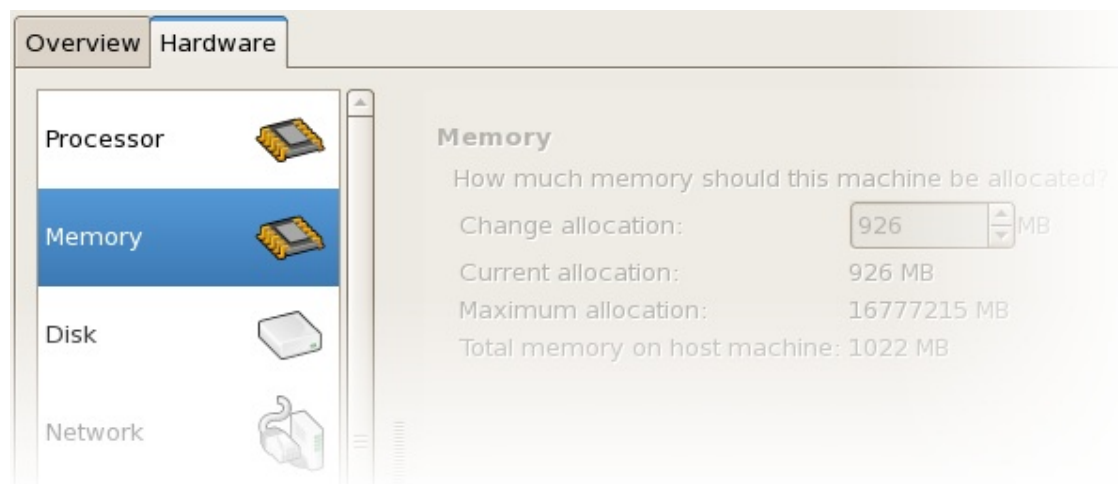 Overview Hardware
Processor
Memory
Disk
Network
Memory
How much memory should this machine be allocated?
Change allocation: 926 MB
Current allocation: 926 MB
Maximum allocation: 16777215 MB
Total memory on host machine: 1022 MB